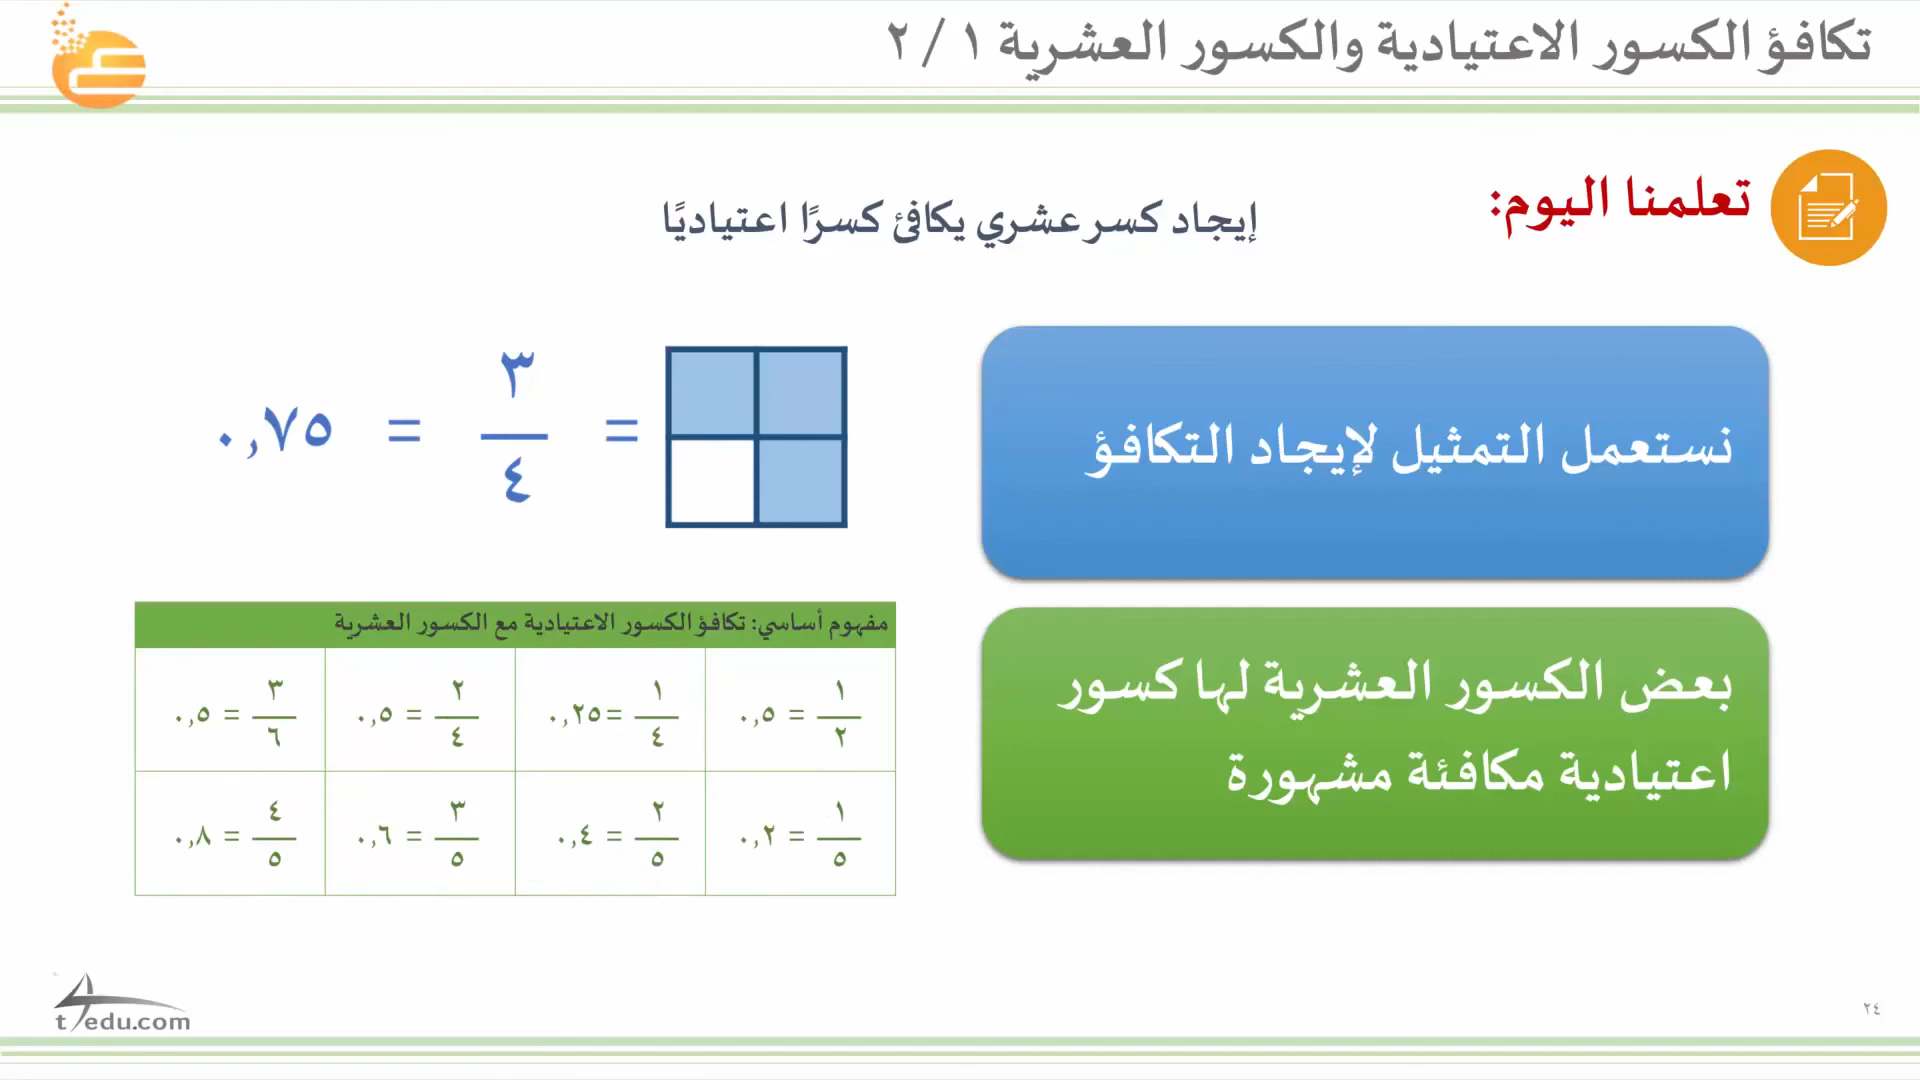 تكافؤ الكسور الاعتيادية والكسور العشرية ١ / ٢
تعلمنا اليوم:
إيجاد كسر عشري يكافئ كسرًا اعتياديًا
نستعمل التمثيل لإيجاد التكافؤ
= ٣/٤ = ٠,٧٥
بعض الكسور العشرية لها كسور
اعتيادية مكافئة مشهورة
مفهوم أساسي: تكافؤ الكسور الاعتيادية مع الكسور العشرية
١/٢ = ٠,٥
١/٤ = ٠,٢٥
٢/٤ = ٠,٥
٣/٦ = ٠,٥
١/٥ = ٠,٢
٢/٥ = ٠,٤
٣/٥ = ٠,٦
٤/٥ = ٠,٨
t4edu.com
٢٤